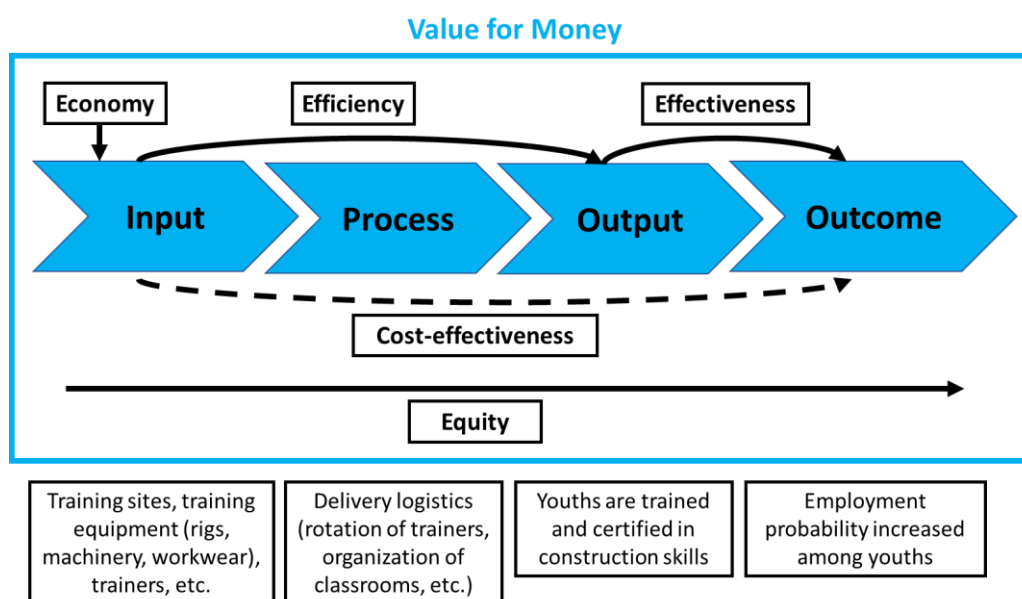 Value for Money
Economy
Efficiency
Effectiveness
Input
Process
Output
Outcome
Cost-effectiveness
Equity
Training sites, training
equipment (rigs,
machinery, workwear),
trainers, etc.
Delivery logistics
(rotation of trainers,
organization of
classrooms, etc.)
Youths are trained
and certified in
construction skills
Employment
probability increased
among youths